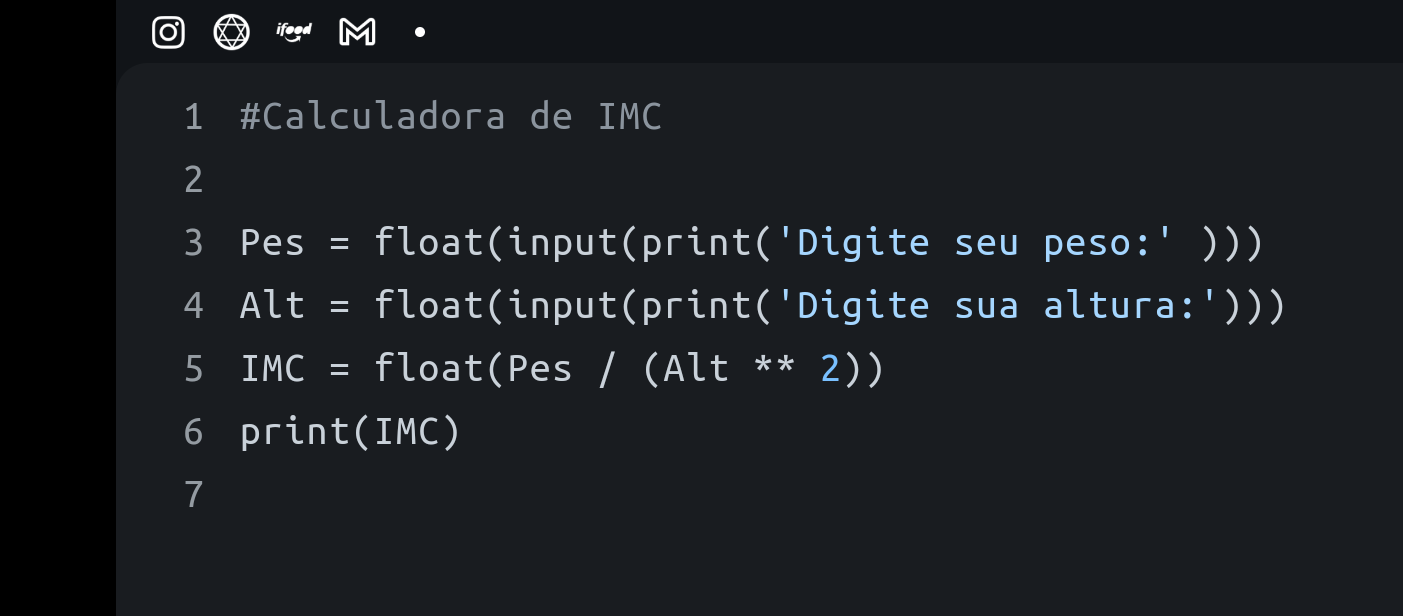 ifood
1 #Calculadora de IMC
2
3 Pes = float(input(print('Digite seu peso:' )))
4 Alt = float(input(print('Digite sua altura:')))
5 IMC = float(Pes / (Alt ** 2))
6 print(IMC)
7